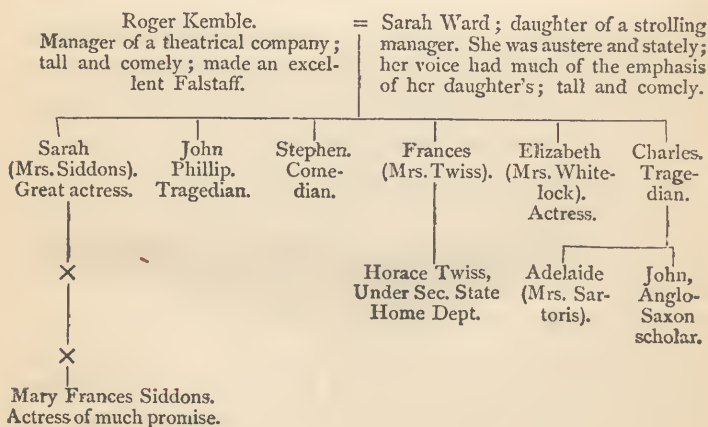 Roger Kemble.
Manager of a theatrical company;
tall and comely; made an excel-
lent Falstaff.
= Sarah Ward; daughter of a strolling
manager. She was austere and stately;
her voice had much of the emphasis
of her daughter's; tall and comely.
Sarah
(Mrs. Siddons).
Great actress.
John
Phillip.
Tragedian.
Stephen.
Come-
dian.
Frances
(Mrs. Twiss).
Elizabeth
(Mrs. White-
lock).
Actress.
Charles.
Trage-
dian.
×
×
Mary Frances Siddons.
Actress of much promise.
Horace Twiss,
Under Sec. State
Home Dept.
Adelaide
(Mrs. Sar-
toris).
John,
Anglo-
Saxon
scholar.